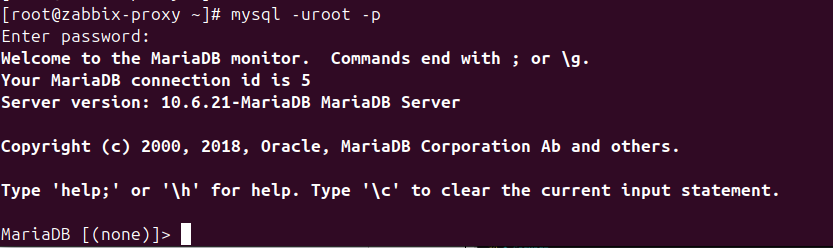 [root@zabbix-proxy ~]# mysql -uroot -p
Enter password:
Welcome to the MariaDB monitor.  Commands end with ; or \g.
Your MariaDB connection id is 5
Server version: 10.6.21-MariaDB MariaDB Server

Copyright (c) 2000, 2018, Oracle, MariaDB Corporation Ab and others.

Type 'help;' or '\h' for help. Type '\c' to clear the current input statement.

MariaDB [(none)]>